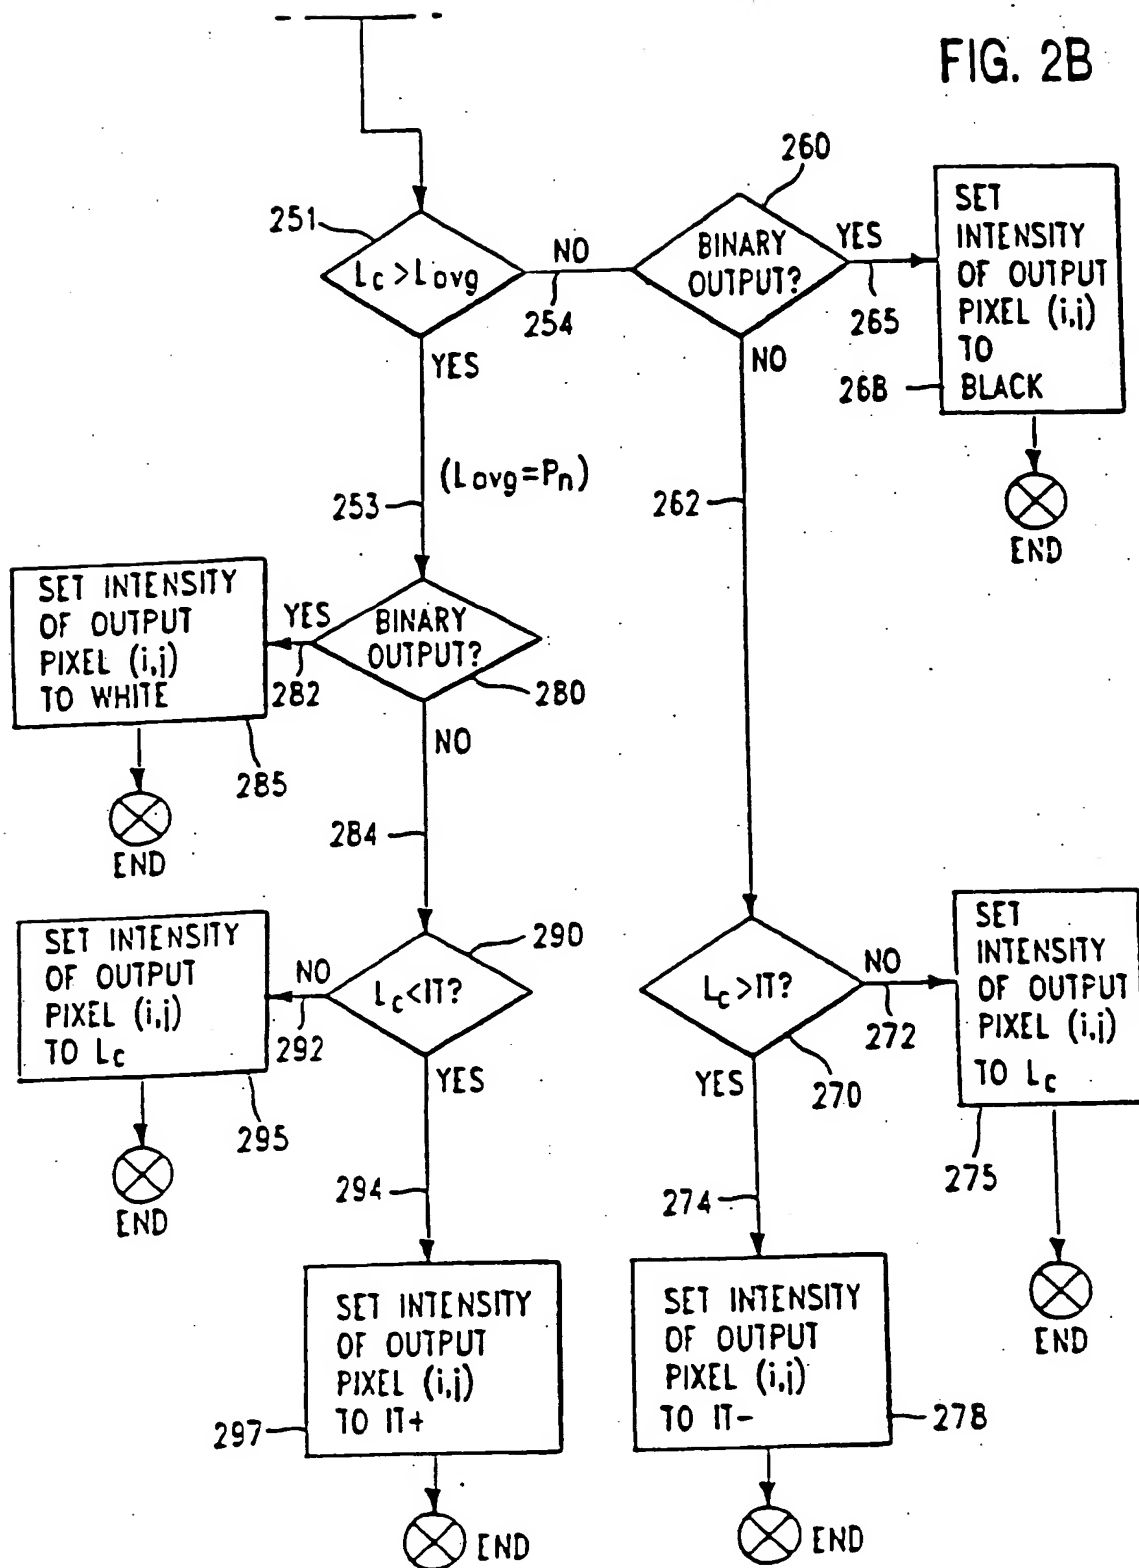 FIG. 2B
260
251
Lc>Lavg
NO
254
BINARY
OUTPUT?
YES
265
SET
INTENSITY
OF OUTPUT
PIXEL (i,j)
TO
BLACK
268
YES
NO
END
(Lavg=Pn)
253
262
SET INTENSITY
OF OUTPUT
PIXEL (i,j)
TO WHITE
YES
282
BINARY
OUTPUT?
280
285
NO
END
284
SET INTENSITY
OF OUTPUT
PIXEL (i,j)
TO Lc
NO
292
Lc<IT?
290
295
YES
END
Lc>IT?
NO
272
270
YES
SET
INTENSITY
OF OUTPUT
PIXEL (i,j)
TO Lc
275
END
294
274
SET INTENSITY
OF OUTPUT
PIXEL (i,j)
TO IT+
297
END
SET INTENSITY
OF OUTPUT
PIXEL (i,j)
TO IT-
278
END